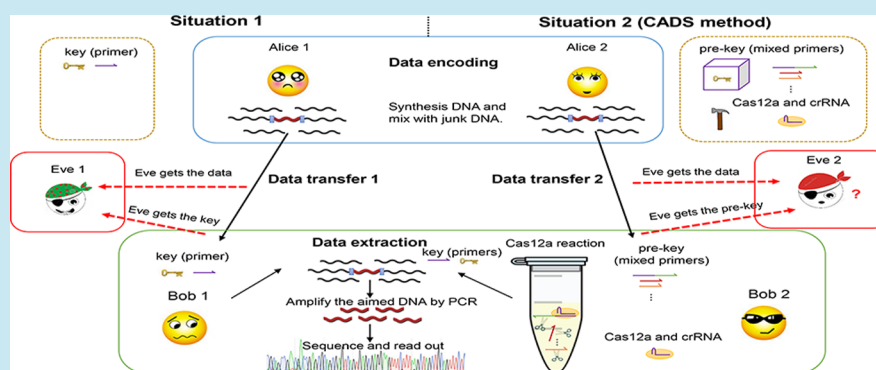 Situation 1
Situation 2 (CADS method)
key (primer)
Alice 1
Data encoding
Alice 2
pre-key (mixed primers)
Synthesis DNA and
mix with junk DNA.
...
Cas12a and crRNA
Eve 1
Eve gets the data
Data transfer 1
Data transfer 2
Eve gets the data
Eve 2
?
Eve gets the key
Eve gets the pre-key
key (primer)
Data extraction
key (primers)
Cas12a reaction
pre-key
(mixed primers)
...
Bob 1
Amplify the aimed DNA by PCR
Bob 2
...
Sequence and read out
Cas12a and crRNA